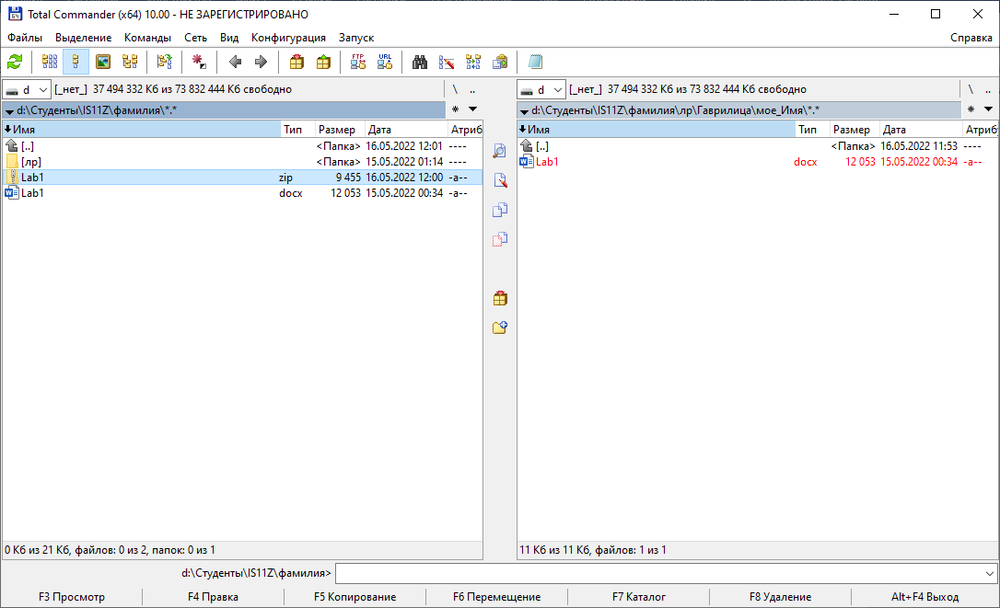 Total Commander (x64) 10.00 - НЕ ЗАРЕГИСТРИРОВАНО
Файлы Выделение Команды Сеть Вид Конфигурация Запуск Справка
FTP URL
d [_нет_] 37 494 332 Кб из 73 832 444 Кб свободно \ ..
d:\Студенты\IS11Z\фамилия\*.* *
Имя Тип Размер Дата Атриб
[..] <Папка> 16.05.2022 12:01 ----
[лр] <Папка> 15.05.2022 01:14 ----
Lab1 zip 9 455 16.05.2022 12:00 -a--
Lab1 docx 12 053 15.05.2022 00:34 -a--
0 Кб из 21 Кб, файлов: 0 из 2, папок: 0 из 1
d [_нет_] 37 494 332 Кб из 73 832 444 Кб свободно \ ..
d:\Студенты\IS11Z\фамилия\лр\Гаврилица\мое_Имя\*.* *
Имя Тип Размер Дата Атриб
[..] <Папка> 16.05.2022 11:53 ----
Lab1 docx 12 053 15.05.2022 00:34 -a--
11 Кб из 11 Кб, файлов: 1 из 1
d:\Студенты\IS11Z\фамилия>
F3 Просмотр F4 Правка F5 Копирование F6 Перемещение F7 Каталог F8 Удаление Alt+F4 Выход